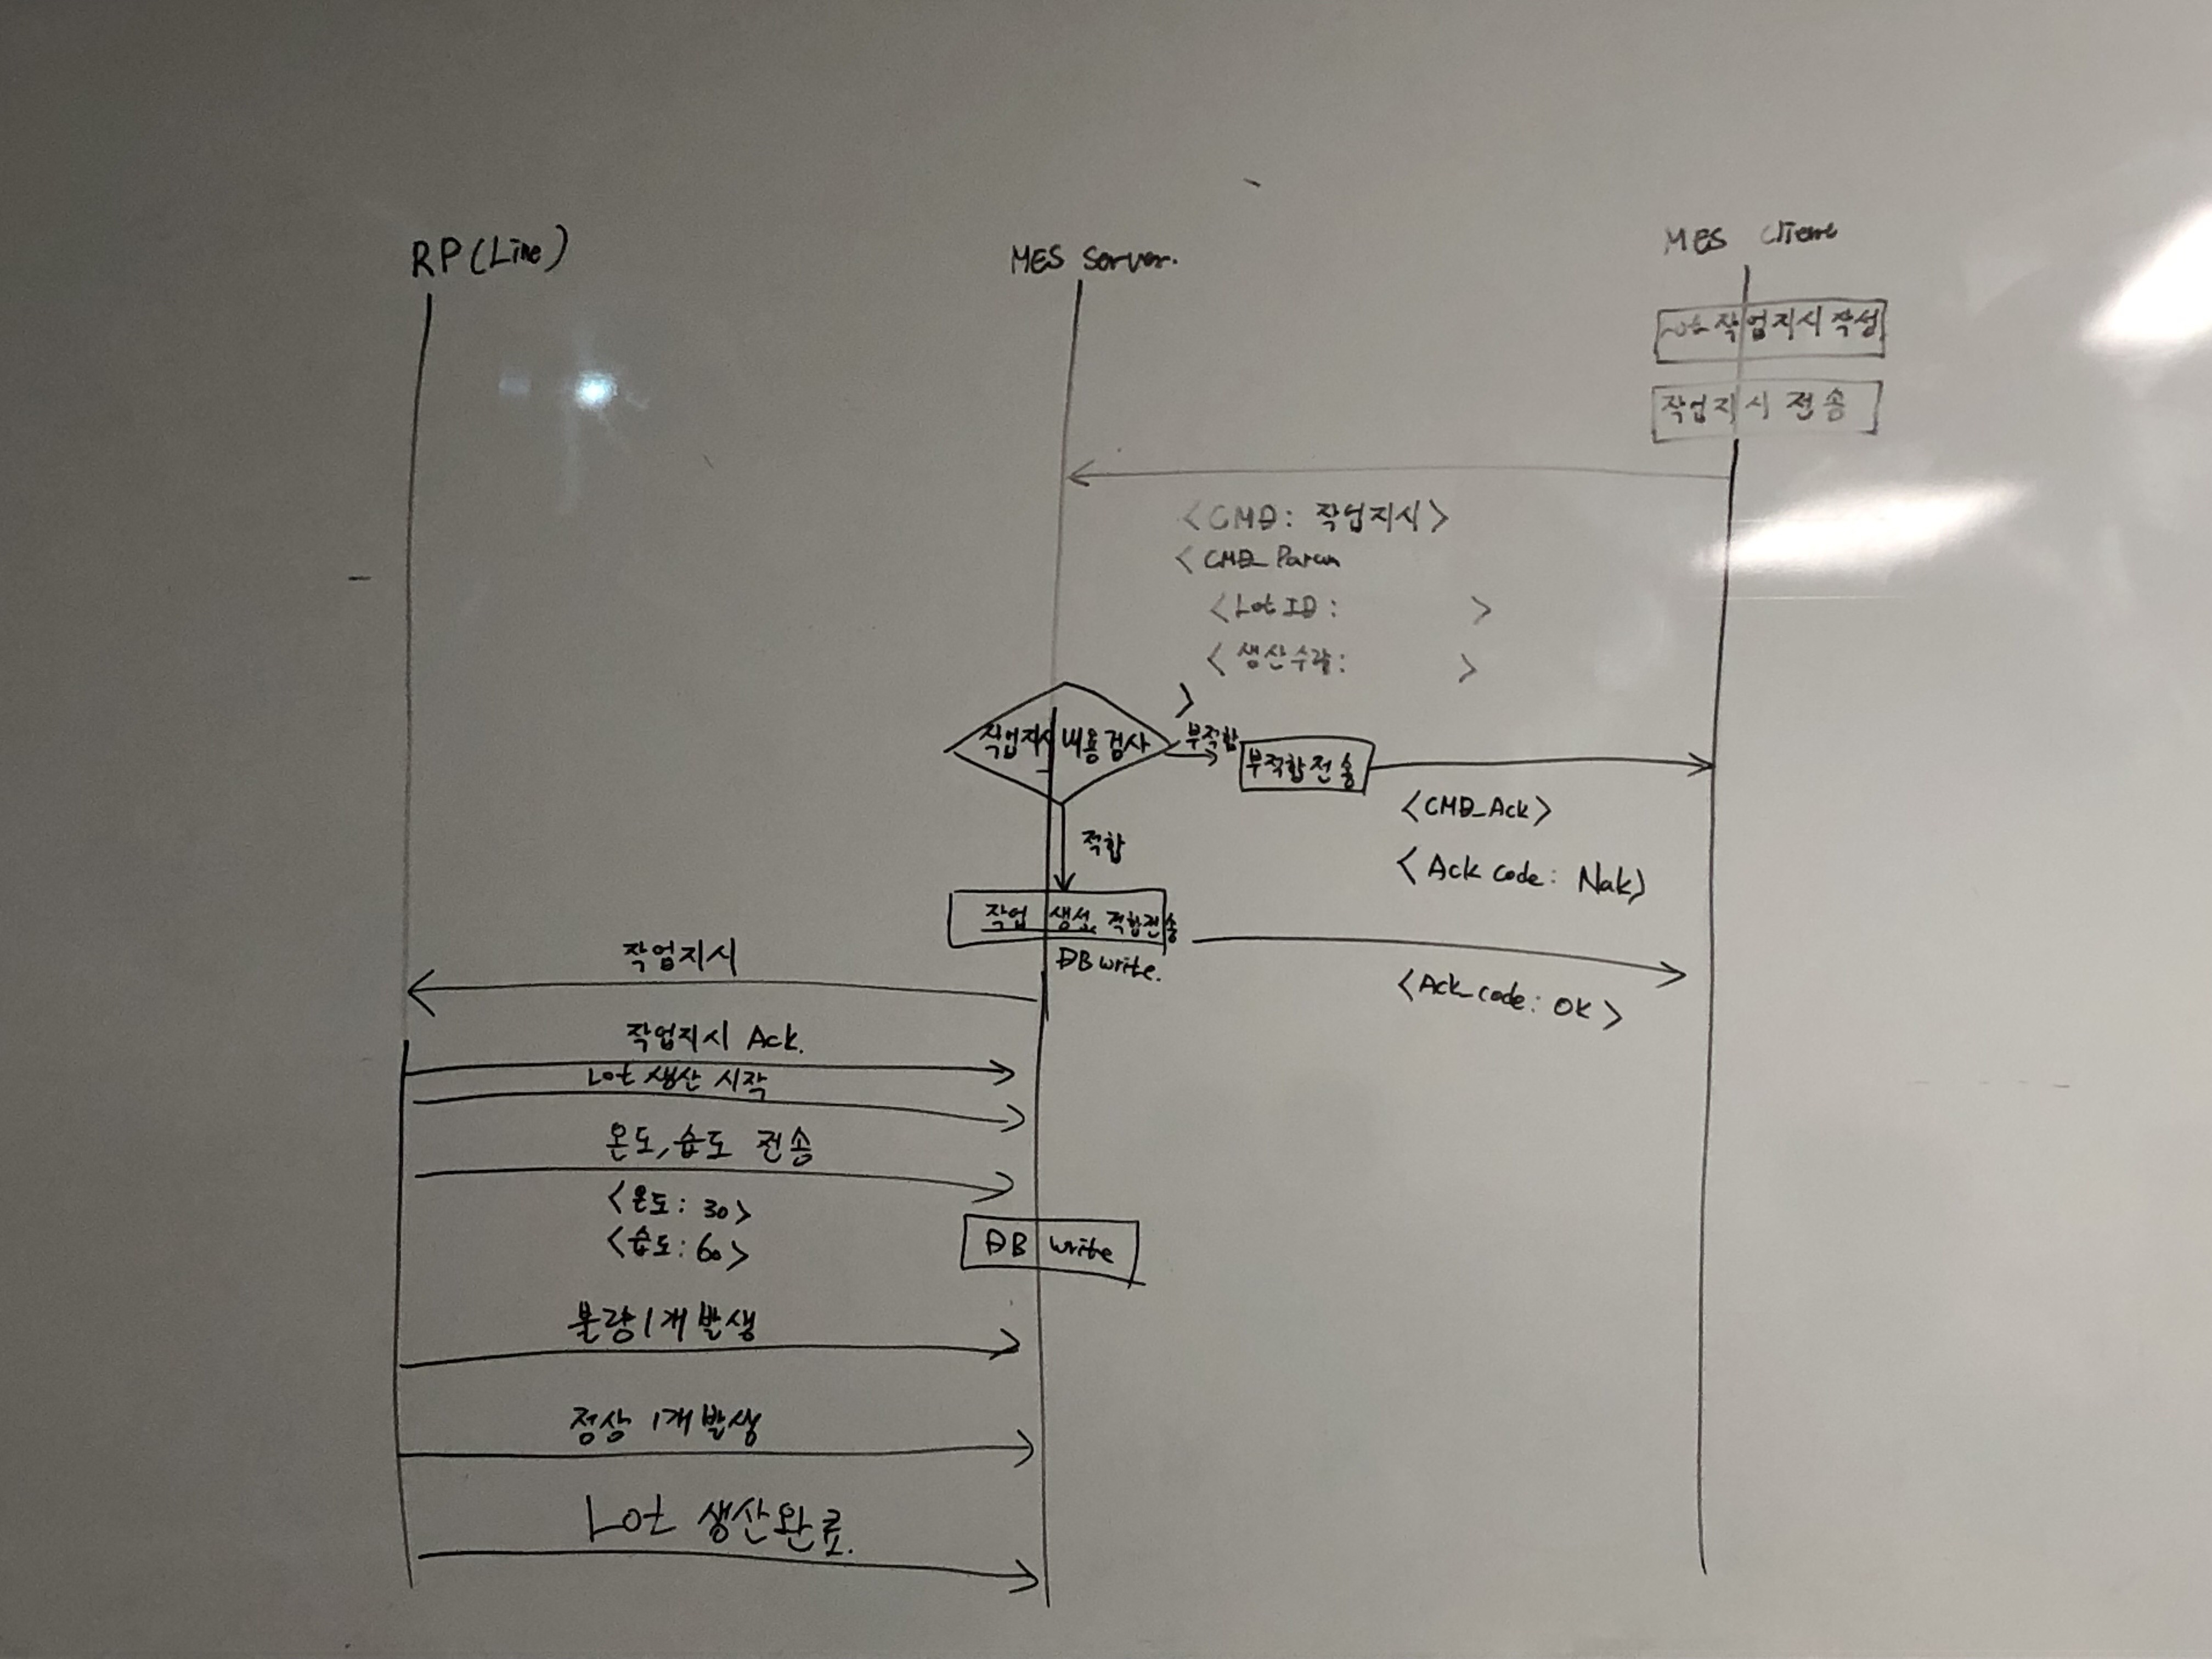 RP(Line)
MES Server.
MES Client
Lot 작업지시작성
작업지시 전송
<CMD: 작업지시>
<CMD_Param
<Lot ID: >
<생산수량: >
>
작업지시 내용검사
부적합
부적합전송
<CMD_Ack>
<Ack code: Nak>
적합
작업 생성, 적합전송
DB write.
<Ack_code: OK>
작업지시
작업지시 Ack.
Lot 생산 시작
온도,습도 전송
<온도: 30>
<습도: 60>
DB write
불량1개 발생
정상 1개 발생
Lot 생산완료.